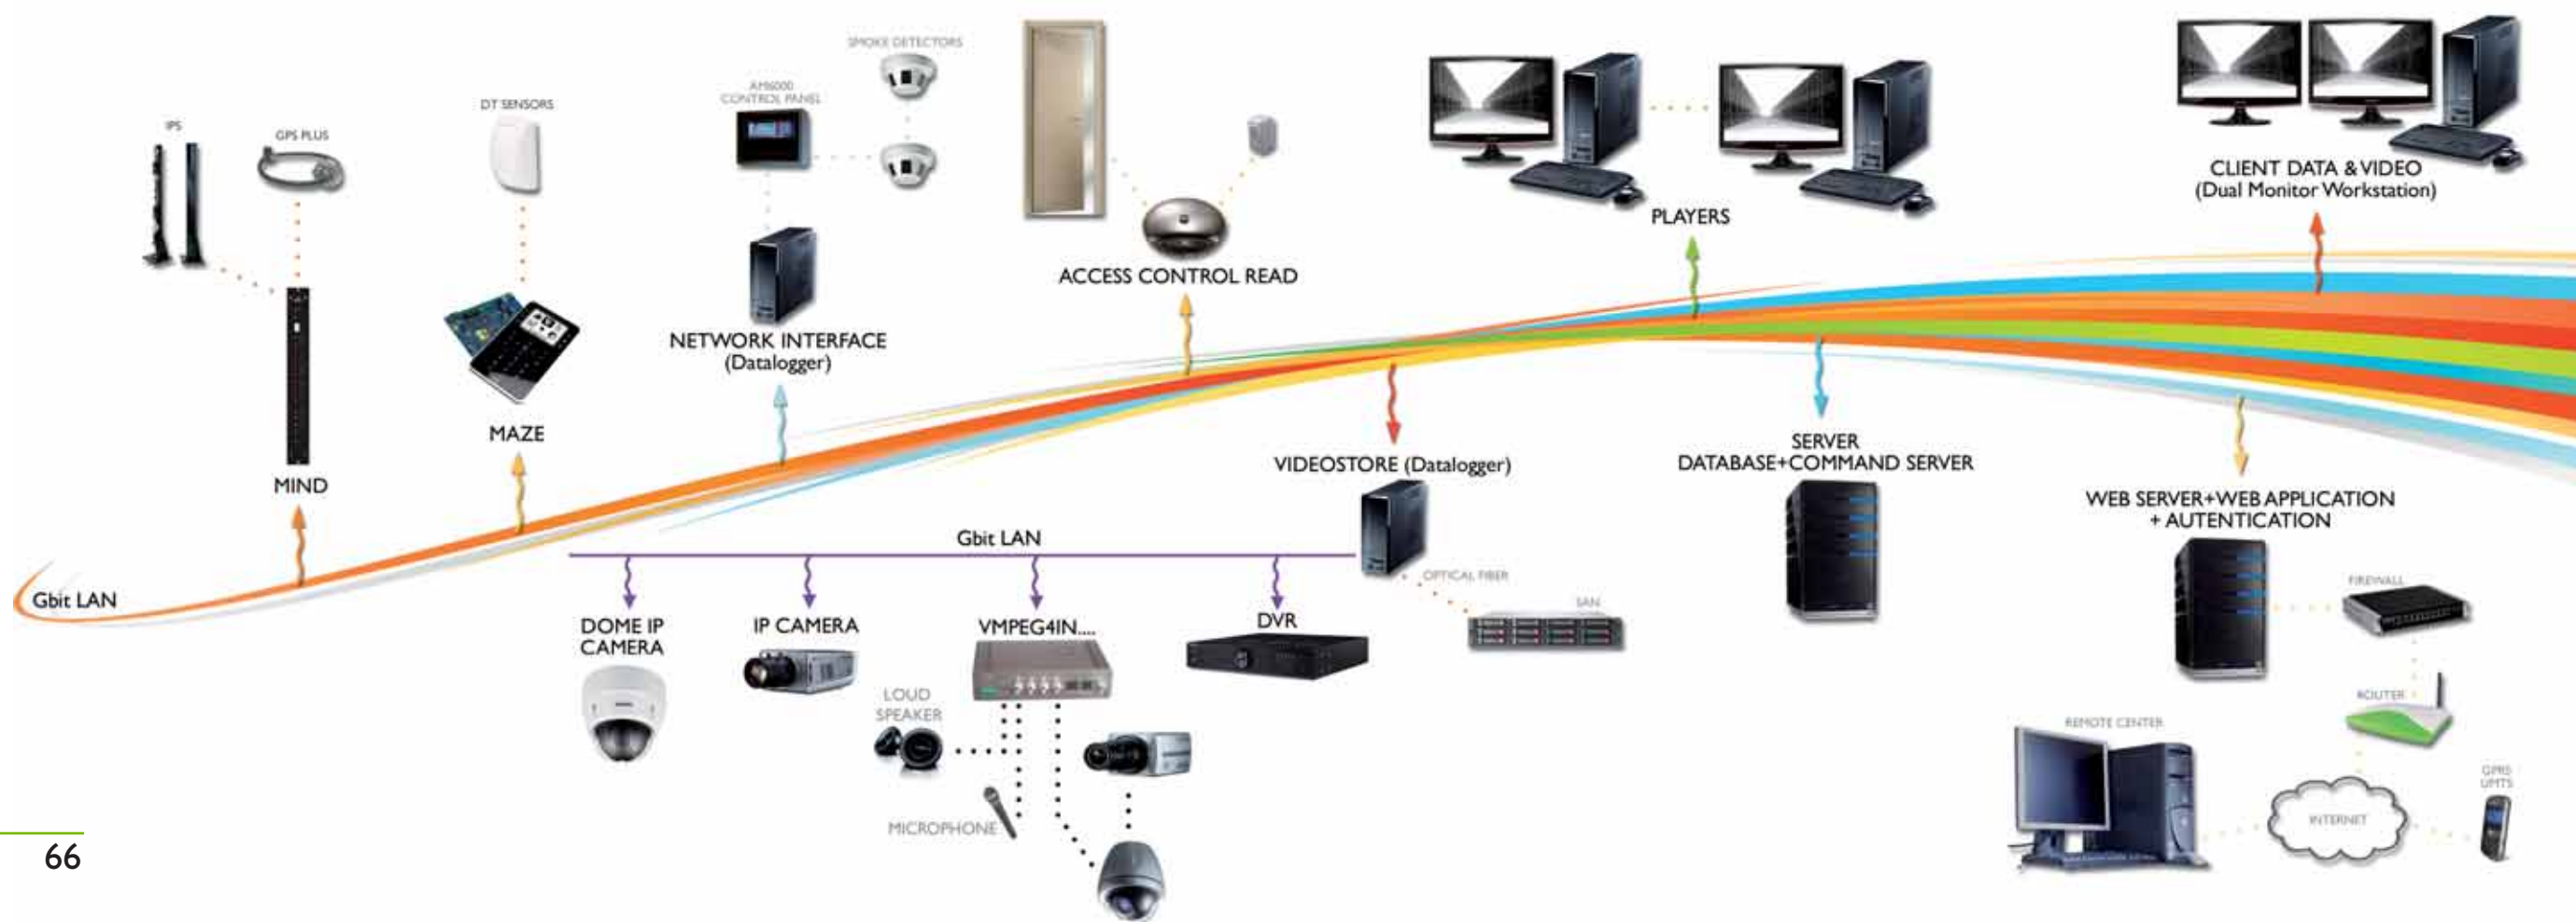 IPS
GPS PLUS
MIND
DT SENSORS
MAZE
SMOKE DETECTORS
CONTROL PANEL
NETWORK INTERFACE
(Datalogger)
ACCESS CONTROL READ
PLAYERS
CLIENT DATA & VIDEO
(Dual Monitor Workstation)
Gbit LAN
Gbit LAN
DOME IP
CAMERA
IP CAMERA
VMPEG4IN....
DVR
LOUD
SPEAKER
MICROPHONE
VIDEOSTORE (Datalogger)
OPTICAL FIBER
SAN
SERVER
DATABASE+COMMAND SERVER
WEB SERVER+WEB APPLICATION
+ AUTENTICATION
FIREWALL
ROUTER
REMOTE CENTER
INTERNET
GPRS
UMTS
66